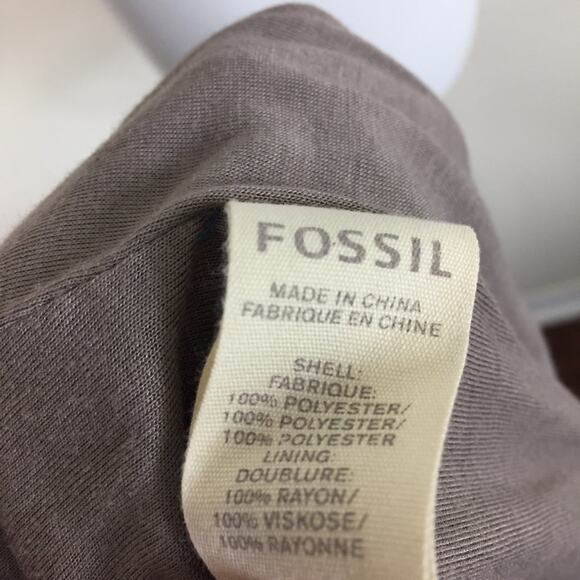 FOSSIL
MADE IN CHINA
FABRIQUE EN CHINE
SHELL:
FABRIQUE:
100% POLYESTER/
100% POLYESTER/
100% POLYESTER
LINING:
DOUBLURE:
100% RAYON/
100% VISKOSE/
100% RAYONNE